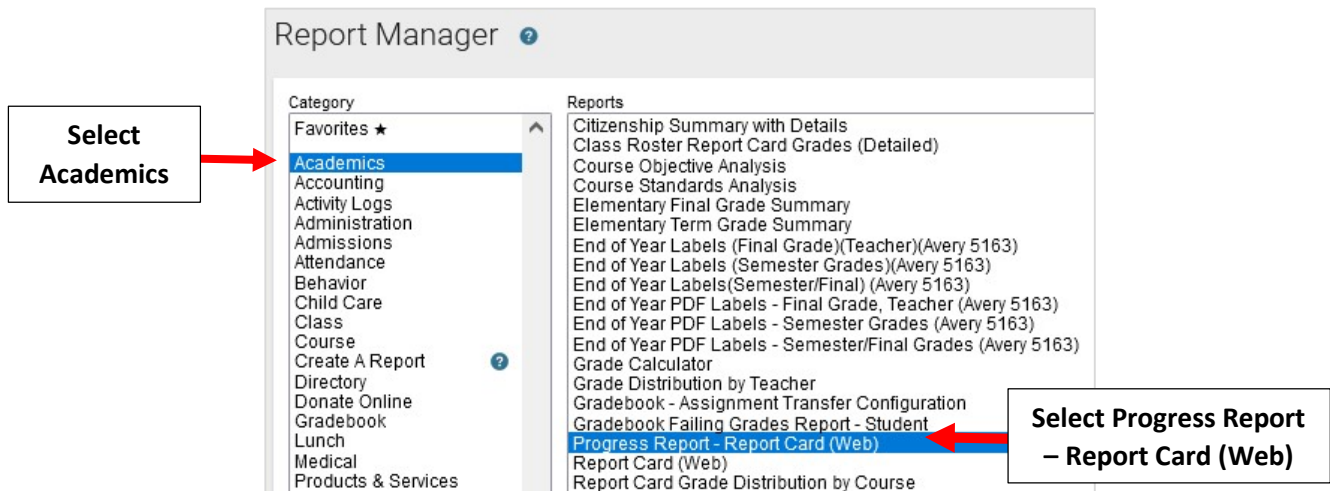 Report Manager ?
Select
Academics
Category
Favorites ★
Academics
Accounting
Activity Logs
Administration
Admissions
Attendance
Behavior
Child Care
Class
Course
Create A Report ?
Directory
Donate Online
Gradebook
Lunch
Medical
Products & Services
Reports
Citizenship Summary with Details
Class Roster Report Card Grades (Detailed)
Course Objective Analysis
Course Standards Analysis
Elementary Final Grade Summary
Elementary Term Grade Summary
End of Year Labels (Final Grade)(Teacher)(Avery 5163)
End of Year Labels (Semester Grades)(Avery 5163)
End of Year Labels(Semester/Final) (Avery 5163)
End of Year PDF Labels - Final Grade, Teacher (Avery 5163)
End of Year PDF Labels - Semester Grades (Avery 5163)
End of Year PDF Labels - Semester/Final Grades (Avery 5163)
Grade Calculator
Grade Distribution by Teacher
Gradebook - Assignment Transfer Configuration
Gradebook Failing Grades Report - Student
Progress Report - Report Card (Web)
Report Card (Web)
Report Card Grade Distribution by Course
Select Progress Report
– Report Card (Web)